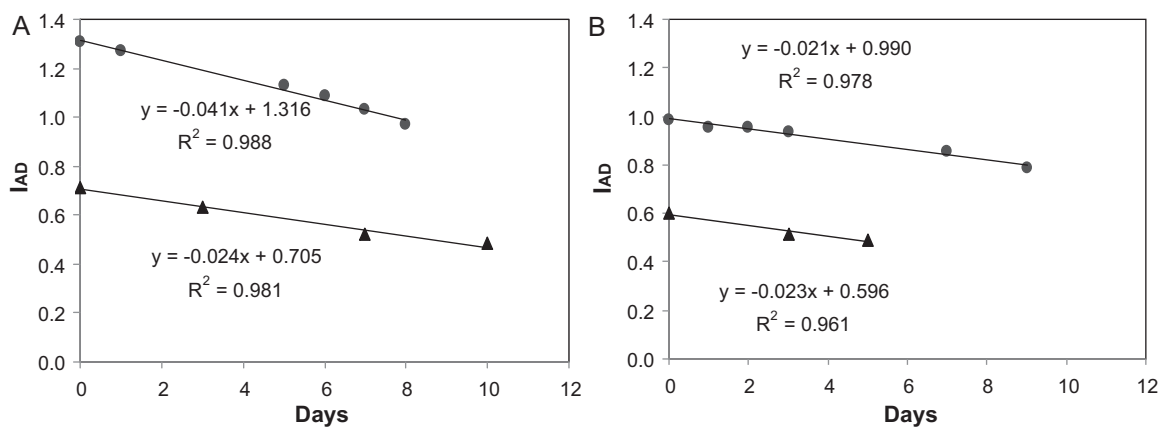 A
1.4
1.2
1.0
0.8
0.6
0.4
0.2
0.0
IAD
y = -0.041x + 1.316
R² = 0.988
y = -0.024x + 0.705
R² = 0.981
0 2 4 6 8 10 12
Days
B
1.4
1.2
1.0
0.8
0.6
0.4
0.2
0.0
IAD
y = -0.021x + 0.990
R² = 0.978
y = -0.023x + 0.596
R² = 0.961
0 2 4 6 8 10 12
Days